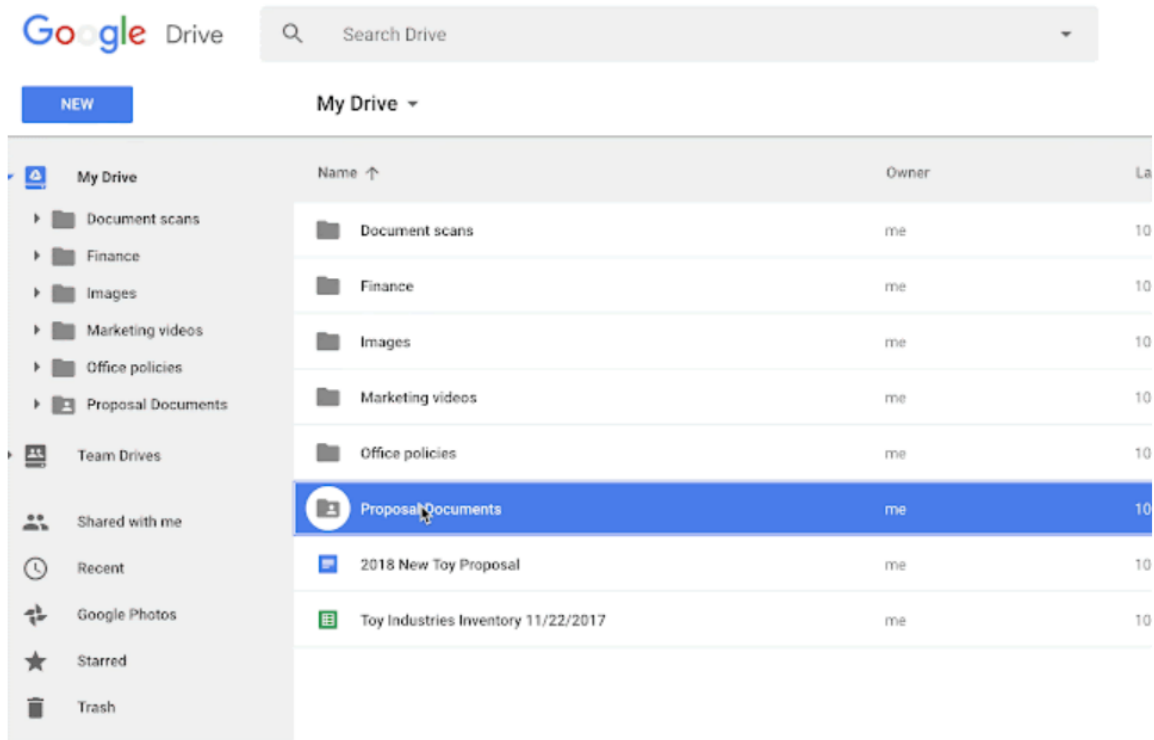 Google Drive
Search Drive
NEW
My Drive
My Drive
Document scans
Finance
Images
Marketing videos
Office policies
Proposal Documents
Team Drives
Shared with me
Recent
Google Photos
Starred
Trash
Name Owner La
Document scans me 10
Finance me 10
Images me 10
Marketing videos me 10
Office policies me 10
Proposal Documents me 10
2018 New Toy Proposal me 10
Toy Industries Inventory 11/22/2017 me 10